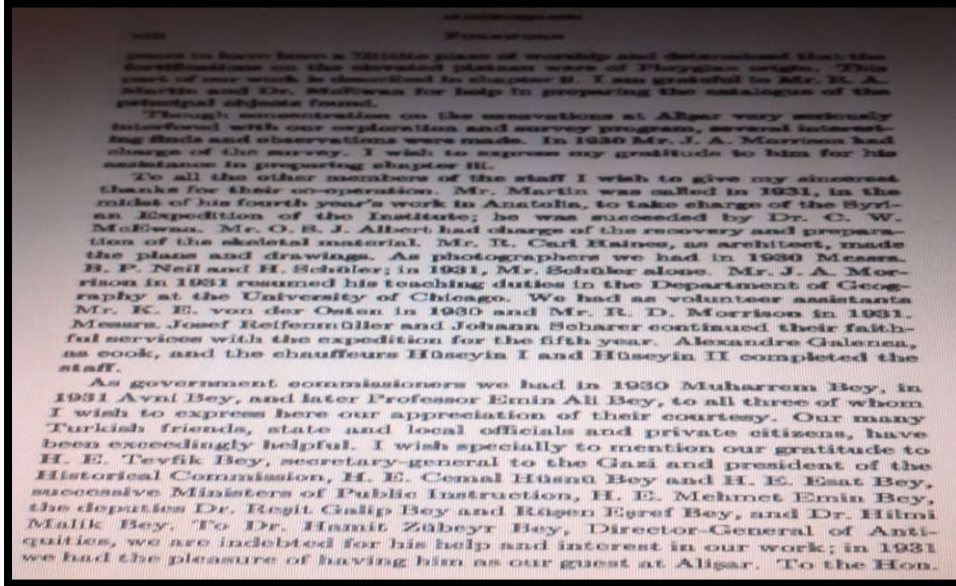 viii FOREWORD
pears to have been a Hittite place of worship and determined that the
fortifications on the elevated plateau were of Phrygian origin. This
part of our work is described in chapter II. I am grateful to Mr. R. A.
Martin and Dr. McEwan for help in preparing the catalogue of the
principal objects found.
Though concentration on the excavations at Alişar very seriously
interfered with our exploration and survey program, several interest-
ing finds and observations were made. In 1930 Mr. J. A. Morrison had
charge of the survey. I wish to express my gratitude to him for his
assistance in preparing chapter iii.
To all the other members of the staff I wish to give my sincerest
thanks for their co-operation. Mr. Martin was called in 1931, in the
midst of his fourth year's work in Anatolia, to take charge of the Syri-
an Expedition of the Institute; he was succeeded by Dr. C. W.
McEwan. Mr. O. S. J. Albert had charge of the recovery and prepara-
tion of the skeletal material. Mr. R. Carl Haines, as architect, made
the plans and drawings. As photographers we had in 1930 Messrs.
B. P. Neil and H. Schüler; in 1931, Mr. Schüler alone. Mr. J. A. Mor-
rison in 1931 resumed his teaching duties in the Department of Geog-
raphy at the University of Chicago. We had as volunteer assistants
Mr. K. E. von der Osten in 1930 and Mr. R. D. Morrison in 1931.
Messrs. Josef Reifenmüller and Johann Scharer continued their faith-
ful services with the expedition for the fifth year. Alexandre Galenea,
as cook, and the chauffeurs Hüseyin I and Hüseyin II completed the
staff.
As government commissioners we had in 1930 Muharrem Bey, in
1931 Avni Bey, and later Professor Emin Ali Bey, to all three of whom
I wish to express here our appreciation of their courtesy. Our many
Turkish friends, state and local officials and private citizens, have
been exceedingly helpful. I wish specially to mention our gratitude to
H. E. Tevfik Bey, secretary-general to the Gazi and president of the
Historical Commission, H. E. Cemal Hüsnü Bey and H. E. Esat Bey,
successive Ministers of Public Instruction, H. E. Mehmet Emin Bey,
the deputies Dr. Reşit Galip Bey and Rüşen Eşref Bey, and Dr. Hilmi
Malik Bey. To Dr. Hamit Zübeyr Bey, Director-General of Anti-
quities, we are indebted for his help and interest in our work; in 1931
we had the pleasure of having him as our guest at Alişar. To the Hon.